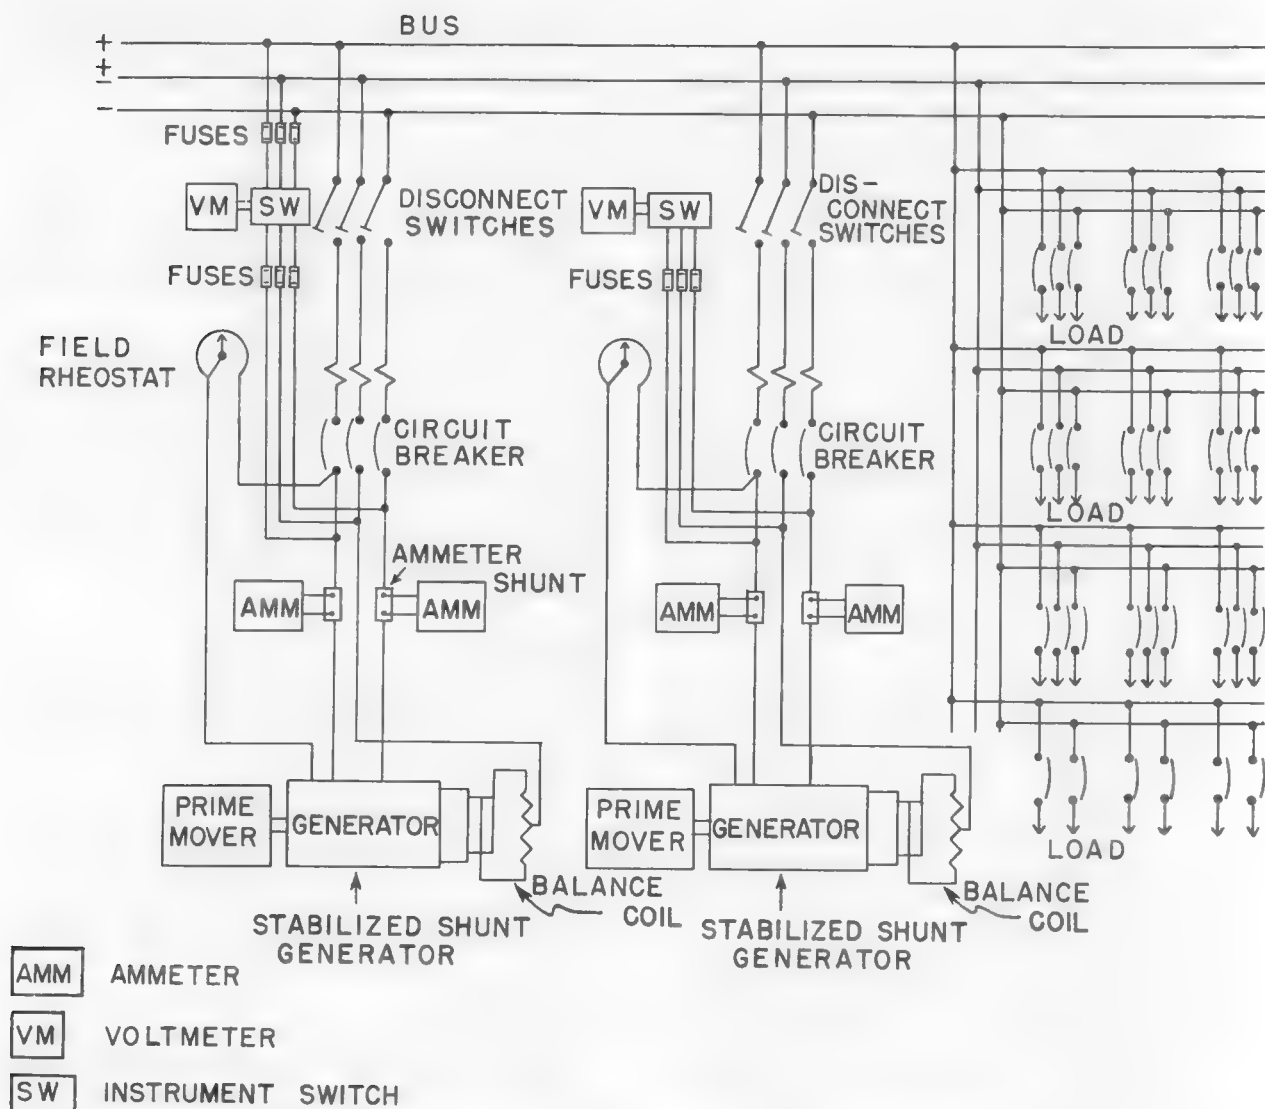 BUS
+
+
-
-
FUSES
VM
SW
DISCONNECT
SWITCHES
VM
SW
DIS-
CONNECT
SWITCHES
FUSES
FUSES
FIELD
RHEOSTAT
LOAD
CIRCUIT
BREAKER
CIRCUIT
BREAKER
LOAD
AMMETER
SHUNT
AMM
AMM
AMM
AMM
PRIME
MOVER
GENERATOR
PRIME
MOVER
GENERATOR
LOAD
BALANCE
COIL
BALANCE
COIL
STABILIZED SHUNT
GENERATOR
STABILIZED SHUNT
GENERATOR
AMM AMMETER
VM VOLTMETER
SW INSTRUMENT SWITCH